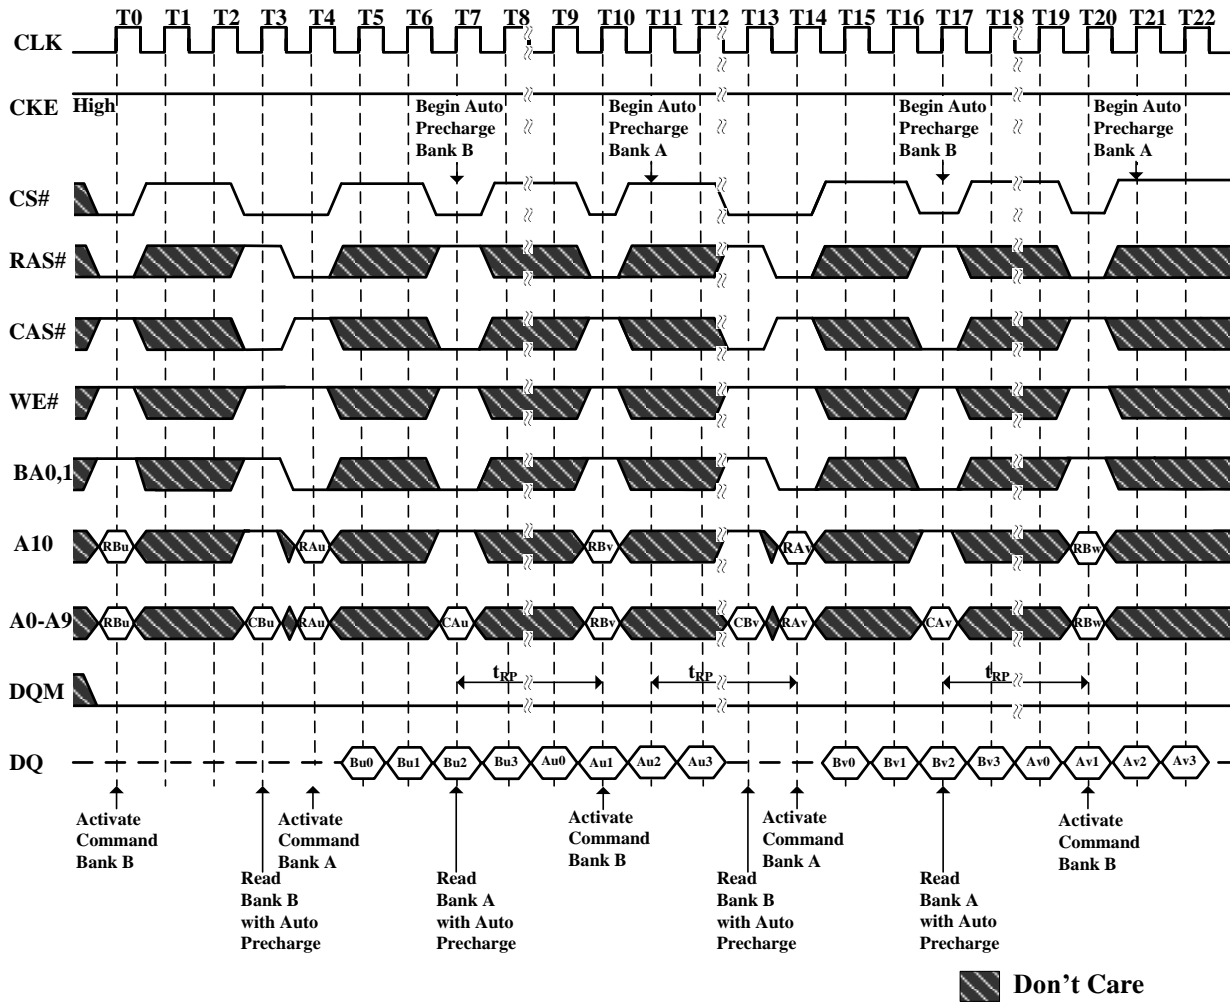 T0 T1 T2 T3 T4 T5 T6 T7 T8 T9 T10 T11 T12 T13 T14 T15 T16 T17 T18 T19 T20 T21 T22
CLK
CKE High
Begin Auto
Precharge
Bank B
Begin Auto
Precharge
Bank A
Begin Auto
Precharge
Bank B
Begin Auto
Precharge
Bank A
CS#
RAS#
CAS#
WE#
BA0,1
A10 RBu RAu RBv RAv RBw
A0-A9 RBu CBu RAu CAu RBv CBv RAv CAv RBw
DQM tRP tRP tRP
DQ Bu0 Bu1 Bu2 Bu3 Au0 Au1 Au2 Au3 Bv0 Bv1 Bv2 Bv3 Av0 Av1 Av2 Av3
Activate
Command
Bank B
Read
Bank B
with Auto
Precharge
Activate
Command
Bank A
Read
Bank A
with Auto
Precharge
Activate
Command
Bank B
Read
Bank B
with Auto
Precharge
Activate
Command
Bank A
Read
Bank A
with Auto
Precharge
Activate
Command
Bank B
Don't Care